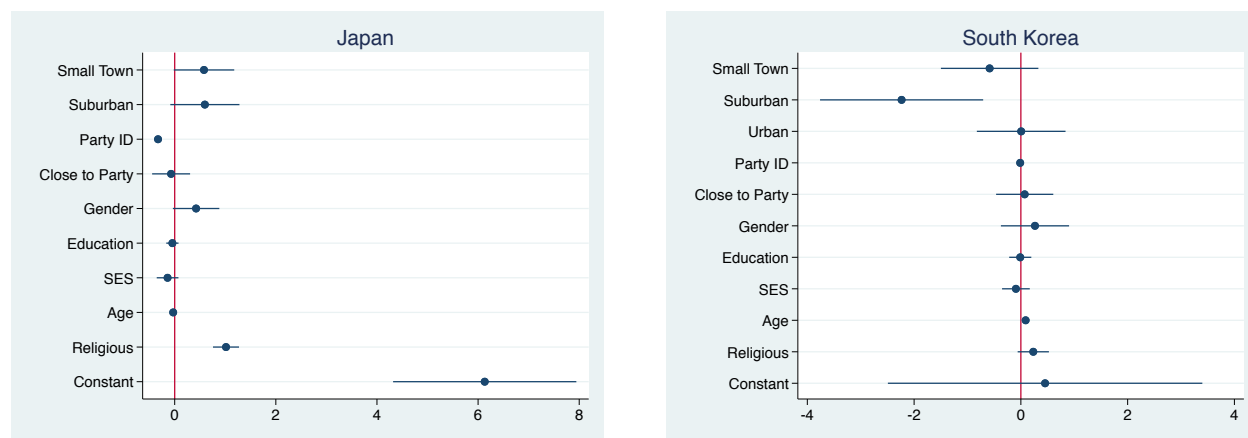 Japan
Small Town
Suburban
Party ID
Close to Party
Gender
Education
SES
Age
Religious
Constant
0 2 4 6 8
South Korea
Small Town
Suburban
Urban
Party ID
Close to Party
Gender
Education
SES
Age
Religious
Constant
-4 -2 0 2 4